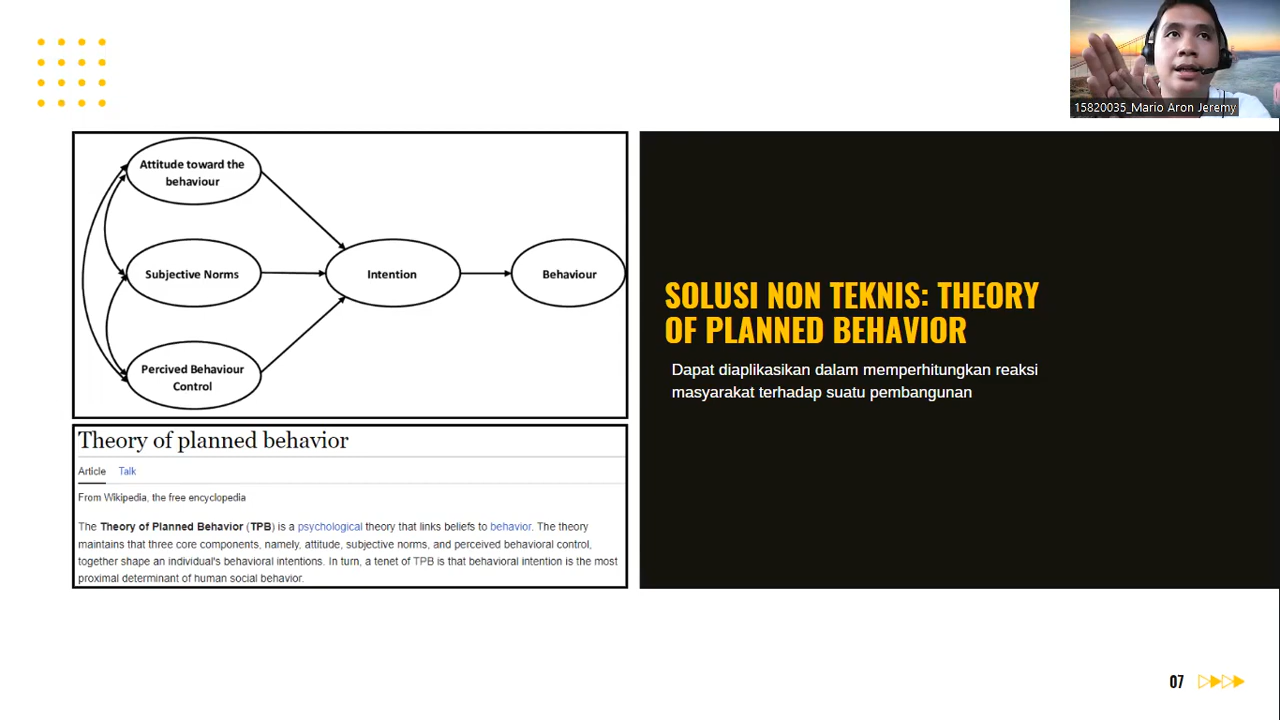 15820035_Mario Aron Jeremy
Attitude toward the
behaviour
Subjective Norms
Intention
Behaviour
Percived Behaviour
Control
Theory of planned behavior
Article Talk
From Wikipedia, the free encyclopedia
The Theory of Planned Behavior (TPB) is a psychological theory that links beliefs to behavior. The theory
maintains that three core components, namely, attitude, subjective norms, and perceived behavioral control,
together shape an individual's behavioral intentions. In turn, a tenet of TPB is that behavioral intention is the most
proximal determinant of human social behavior.
SOLUSI NON TEKNIS: THEORY
OF PLANNED BEHAVIOR
Dapat diaplikasikan dalam memperhitungkan reaksi
masyarakat terhadap suatu pembangunan
07